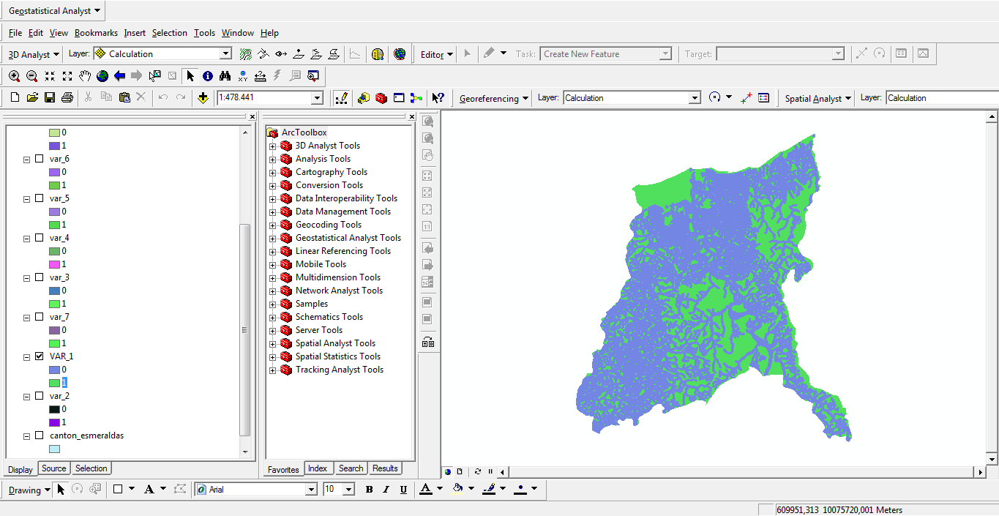 Geostatistical Analyst
File Edit View Bookmarks Insert Selection Tools Window Help
3D Analyst Layer: Calculation Editor Task: Create New Feature Target:
1:478.441 Georeferencing Layer: Calculation Spatial Analyst Layer: Calculation
0
1
var_6
0
1
var_5
0
1
var_4
0
1
var_3
0
1
var_7
0
1
VAR_1
0
1
var_2
0
1
canton_esmeraldas
Display Source Selection
ArcToolbox
3D Analyst Tools
Analysis Tools
Cartography Tools
Conversion Tools
Data Interoperability Tools
Data Management Tools
Geocoding Tools
Geostatistical Analyst Tools
Linear Referencing Tools
Mobile Tools
Multidimension Tools
Network Analyst Tools
Samples
Schematics Tools
Server Tools
Spatial Analyst Tools
Spatial Statistics Tools
Tracking Analyst Tools
Favorites Index Search Results
1:1
Drawing A Arial 10 B I U A
609951,313 10075720,001 Meters